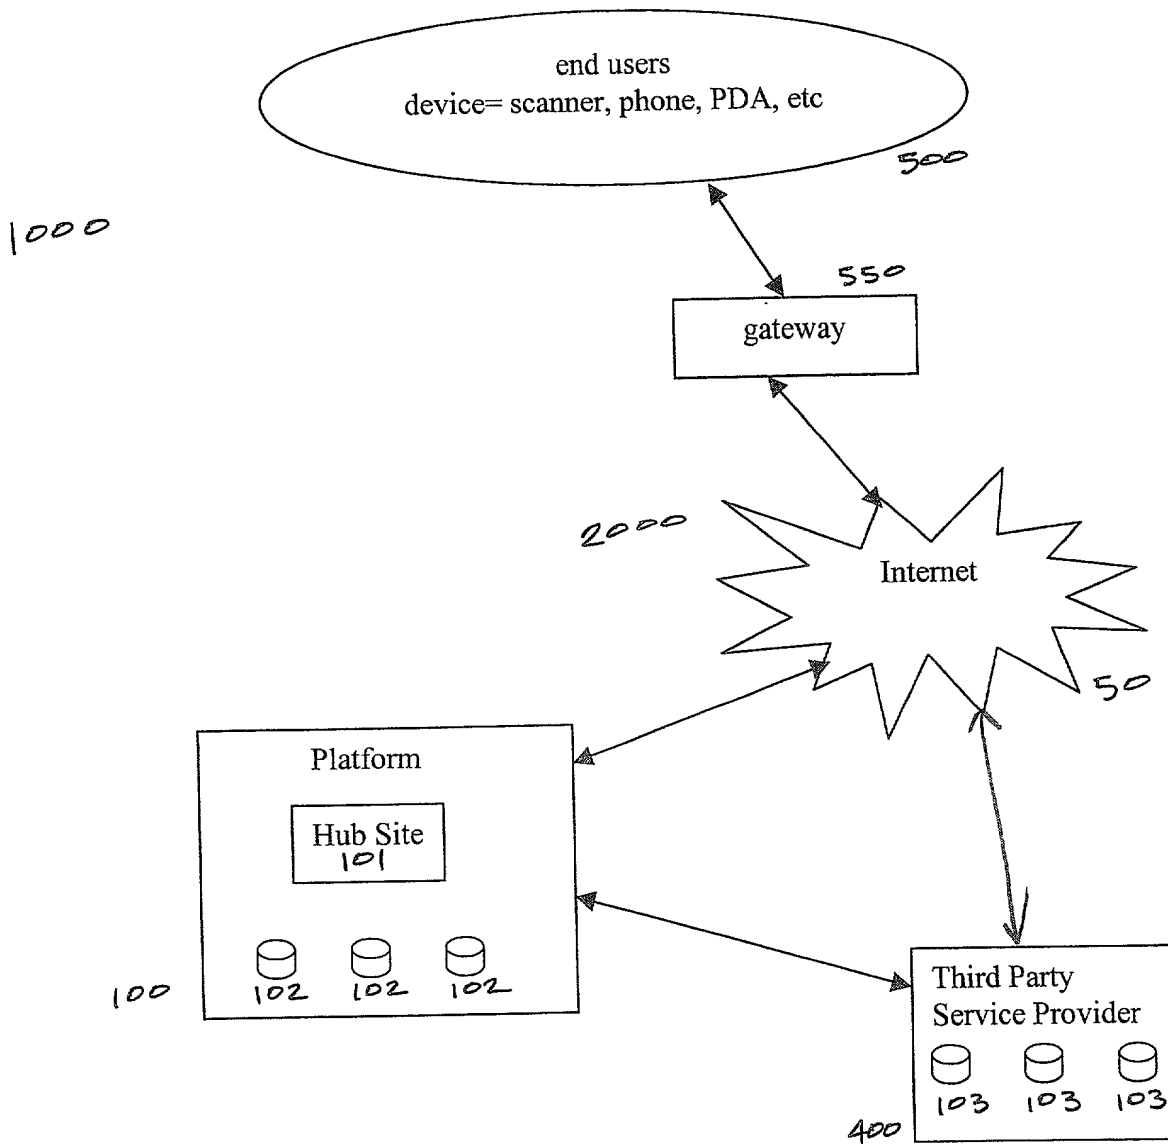 end users
device= scanner, phone, PDA, etc
500
1000
550
gateway
2000
Internet
50
Platform
Hub Site
101
102 102 102
100
Third Party
Service Provider
103 103 103
400